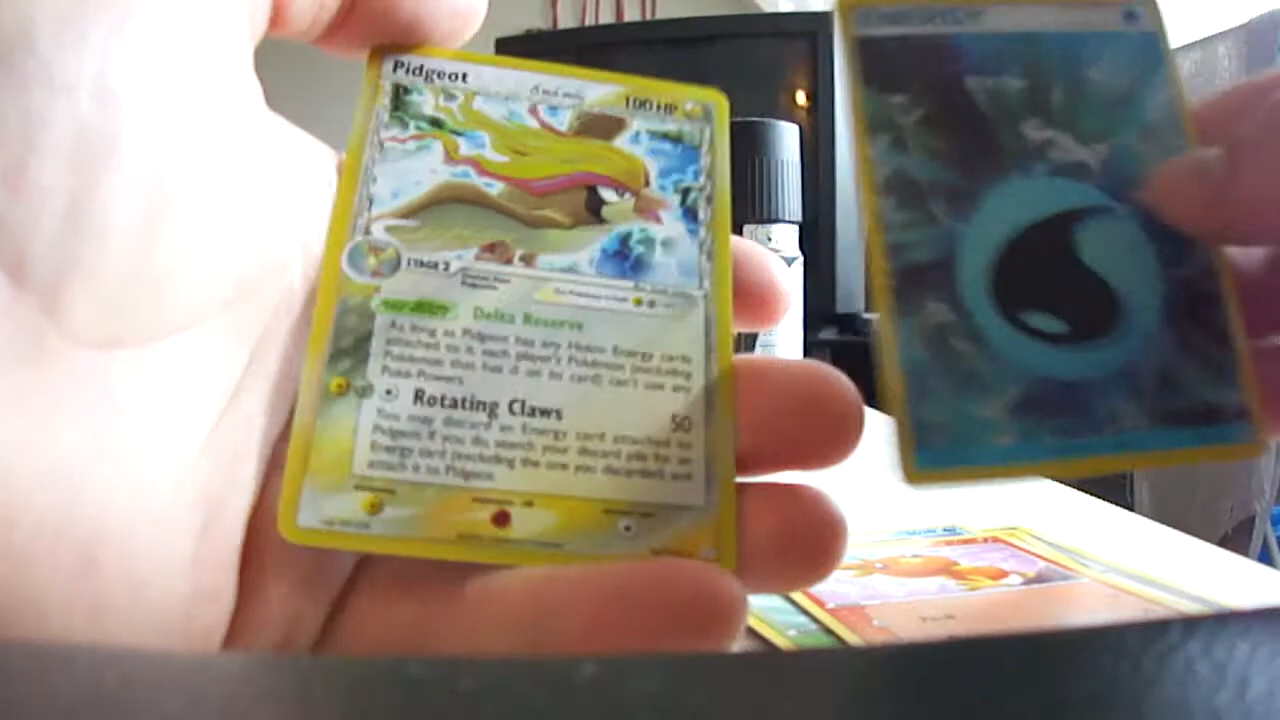 Pidgeot
100 HP
ENERGY
STAGE 2
Delta Reserve
As long as Pidgeot has any Holon Energy cards
attached to it, each player's Pokémon (excluding
Pokémon that has δ on its card) can't use any
Poké-Powers.
Rotating Claws 50
You may discard an Energy card attached to
Pidgeot. If you do, search your discard pile for an
Energy card (excluding the one you discarded) and
attach it to Pidgeot.